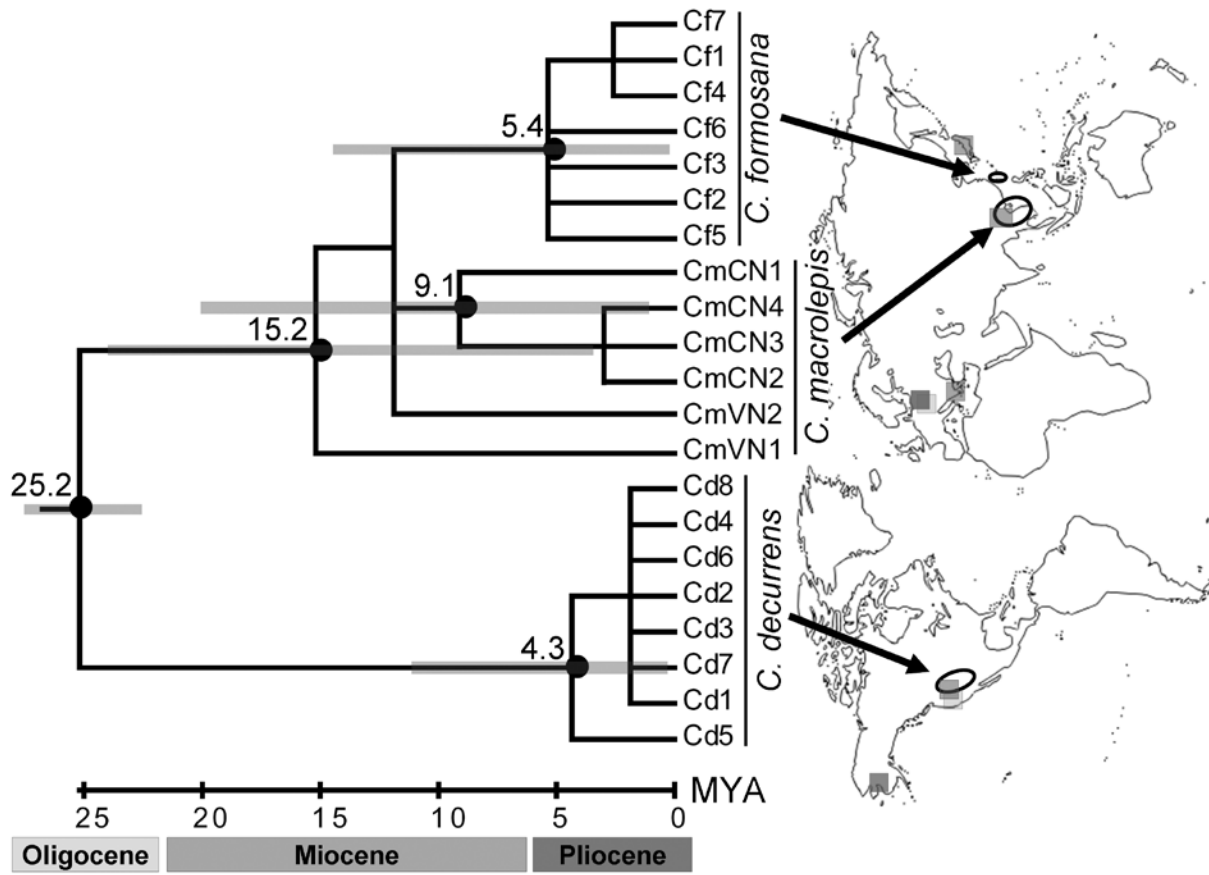 Cf7
Cf1
Cf4
5.4
Cf6
Cf3
Cf2
Cf5
C. formosana
9.1
CmCN1
CmCN4
15.2
CmCN3
CmCN2
CmVN2
CmVN1
C. macrolepis
25.2
Cd8
Cd4
Cd6
Cd2
Cd3
4.3
Cd7
Cd1
Cd5
C. decurrens
MYA
25 20 15 10 5 0
Oligocene Miocene Pliocene